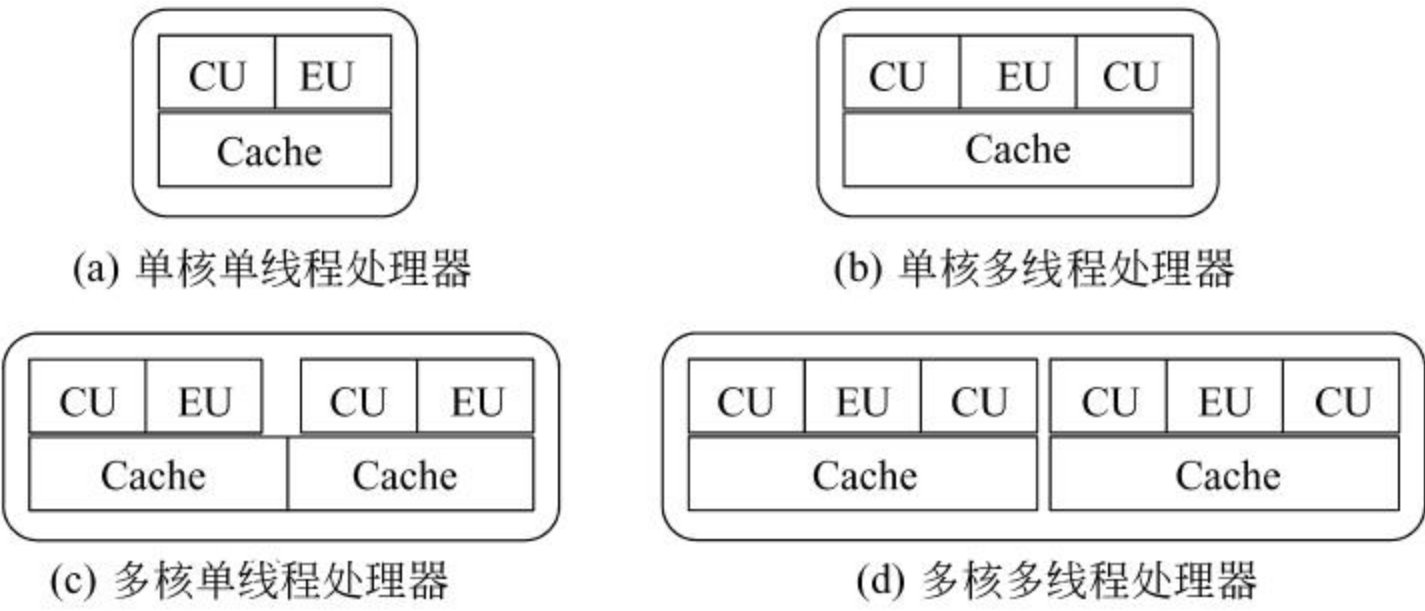 CU EU
Cache
(a) 单核单线程处理器
CU EU CU
Cache
(b) 单核多线程处理器
CU EU CU EU
Cache Cache
(c) 多核单线程处理器
CU EU CU CU EU CU
Cache Cache
(d) 多核多线程处理器